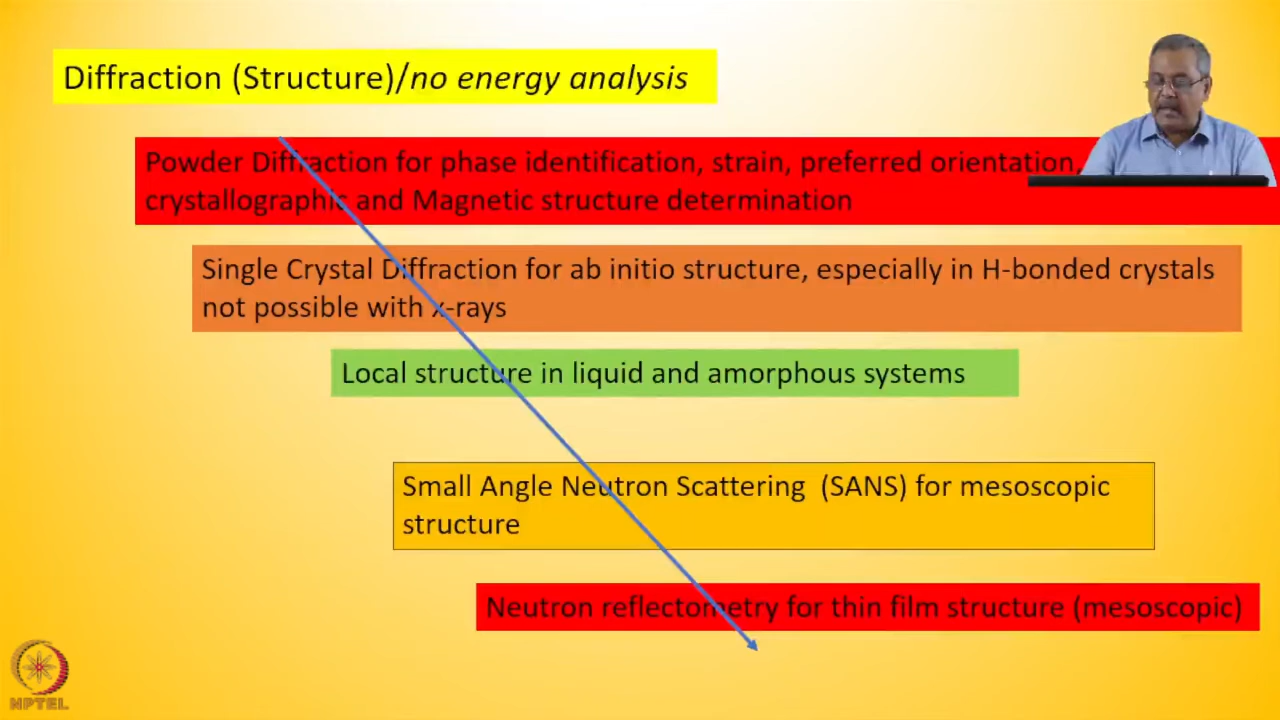 Diffraction (Structure)/no energy analysis
Powder Diffraction for phase identification, strain, preferred orientation,
crystallographic and Magnetic structure determination
Single Crystal Diffraction for ab initio structure, especially in H-bonded crystals
not possible with x-rays
Local structure in liquid and amorphous systems
Small Angle Neutron Scattering (SANS) for mesoscopic
structure
Neutron reflectometry for thin film structure (mesoscopic)
NPTEL